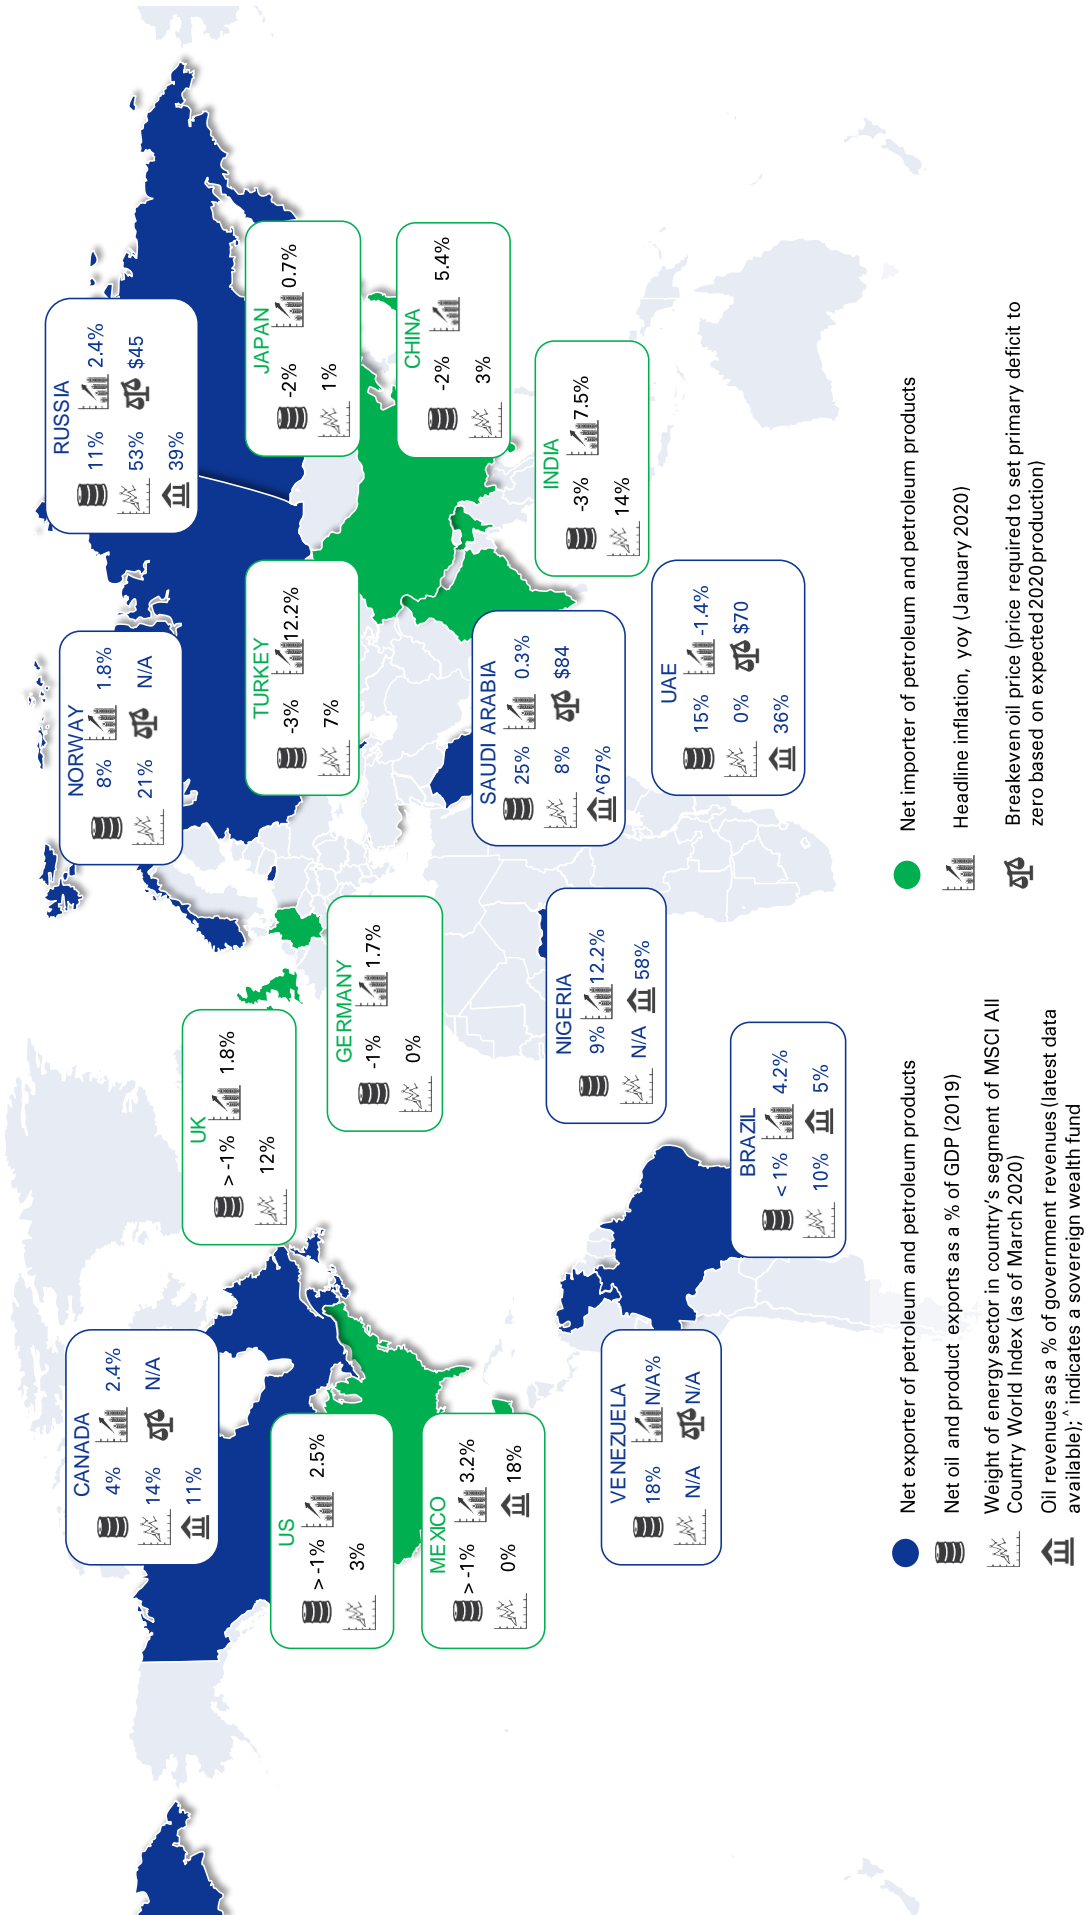 CANADA
4% 2.4%
14% N/A
11%
US
> -1% 2.5%
3%
MEXICO
> -1% 3.2%
0% 18%
VENEZUELA
18% N/A%
N/A N/A
UK
> -1% 1.8%
12%
GERMANY
-1% 1.7%
0%
NIGERIA
9% 12.2%
N/A 58%
BRAZIL
< 1% 4.2%
10% 5%
NORWAY
8% 1.8%
21% N/A
TURKEY
-3% 12.2%
7%
SAUDI ARABIA
25% 0.3%
8% $84
^67%
UAE
15% -1.4%
0% $70
36%
RUSSIA
11% 2.4%
53% $45
39%
JAPAN
-2% 0.7%
1%
CHINA
-2% 5.4%
3%
INDIA
-3% 7.5%
14%
Net exporter of petroleum and petroleum products
Net oil and product exports as a % of GDP (2019)
Weight of energy sector in country's segment of MSCI All
Country World Index (as of March 2020)
Oil revenues as a % of government revenues (latest data
available); ^ indicates a sovereign wealth fund
Net importer of petroleum and petroleum products
Headline inflation, yoy (January 2020)
Breakeven oil price (price required to set primary deficit to
zero based on expected 2020 production)